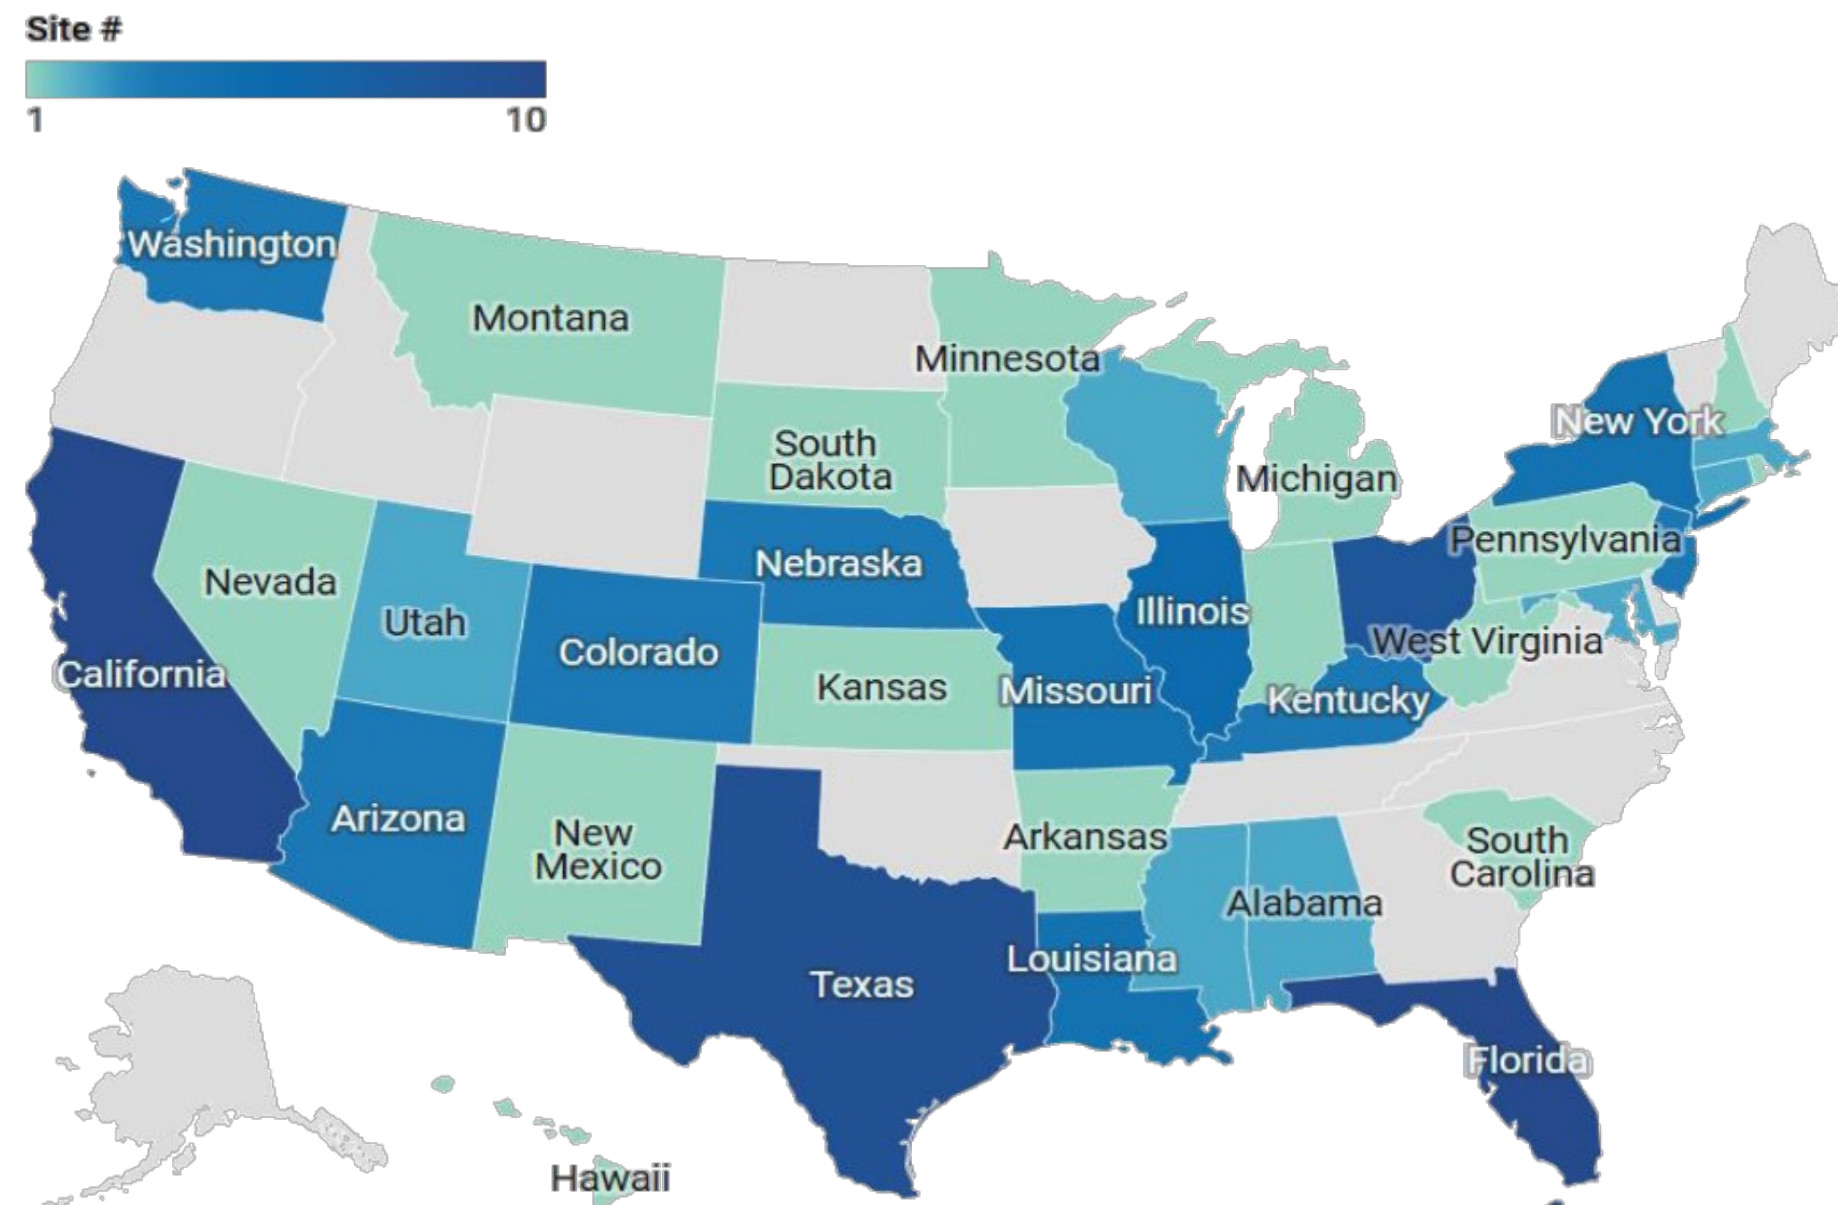 Site #
1 10
Washington
Montana
Minnesota
New York
South
Dakota
Michigan
Pennsylvania
Nebraska
Nevada
Utah
Illinois
Colorado
West Virginia
California
Kansas
Missouri
Kentucky
Arizona
New
Mexico
Arkansas
South
Carolina
Alabama
Louisiana
Texas
Florida
Hawaii